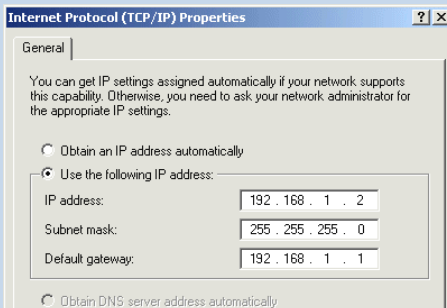 Internet Protocol (TCP/IP) Properties
General
You can get IP settings assigned automatically if your network supports
this capability. Otherwise, you need to ask your network administrator for
the appropriate IP settings.
Obtain an IP address automatically
Use the following IP address:
IP address: 192 . 168 . 1 . 2
Subnet mask: 255 . 255 . 255 . 0
Default gateway: 192 . 168 . 1 . 1
Obtain DNS server address automatically